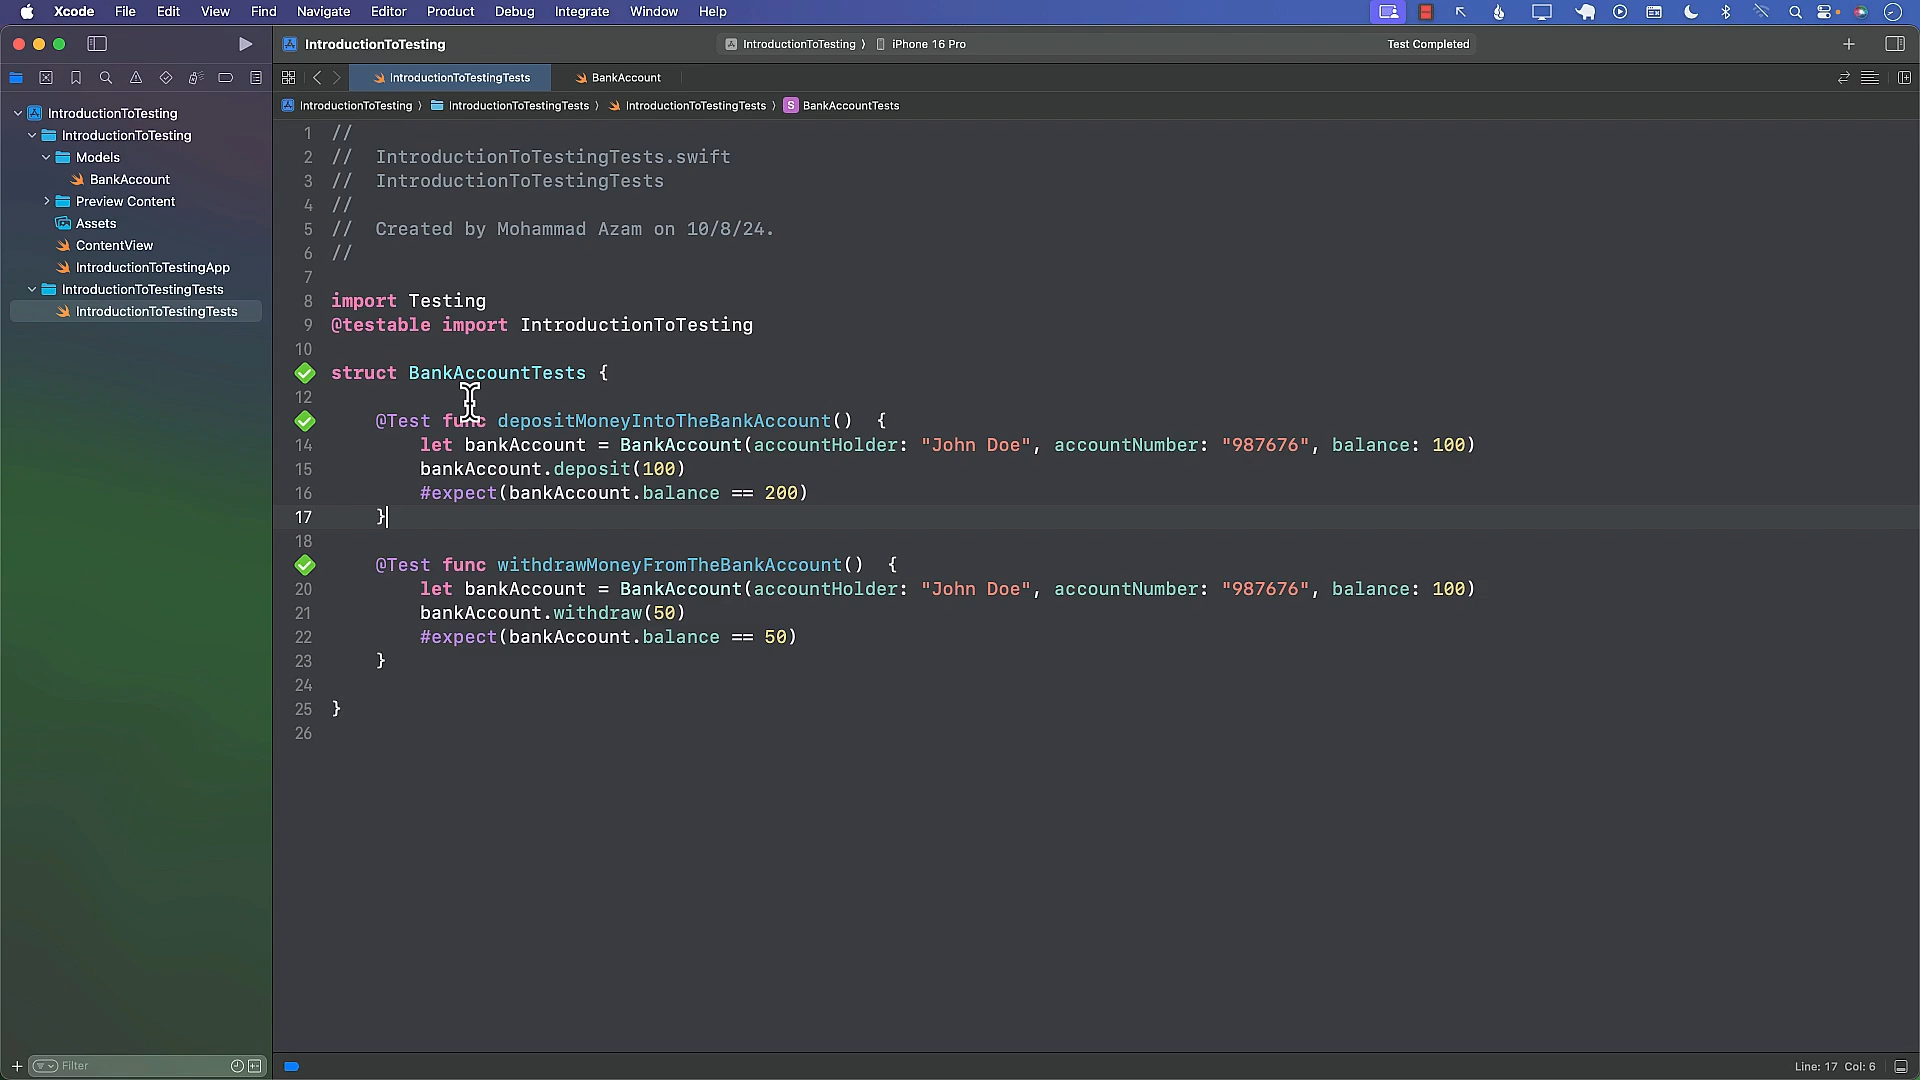 Xcode File Edit View Find Navigate Editor Product Debug Integrate Window Help
IntroductionToTesting
IntroductionToTesting 〉 iPhone 16 Pro
Test Completed
IntroductionToTestingTests
BankAccount
IntroductionToTesting 〉 IntroductionToTestingTests 〉 IntroductionToTestingTests 〉 S BankAccountTests
IntroductionToTesting
IntroductionToTesting
Models
BankAccount
Preview Content
Assets
ContentView
IntroductionToTestingApp
IntroductionToTestingTests
IntroductionToTestingTests
Filter
1 //
2 // IntroductionToTestingTests.swift
3 // IntroductionToTestingTests
4 //
5 // Created by Mohammad Azam on 10/8/24.
6 //
7
8 import Testing
9 @testable import IntroductionToTesting
10
struct BankAccountTests {
12
@Test func depositMoneyIntoTheBankAccount() {
14 let bankAccount = BankAccount(accountHolder: "John Doe", accountNumber: "987676", balance: 100)
15 bankAccount.deposit(100)
16 #expect(bankAccount.balance == 200)
17 }
18
@Test func withdrawMoneyFromTheBankAccount() {
20 let bankAccount = BankAccount(accountHolder: "John Doe", accountNumber: "987676", balance: 100)
21 bankAccount.withdraw(50)
22 #expect(bankAccount.balance == 50)
23 }
24
25 }
26
Line: 17 Col: 6